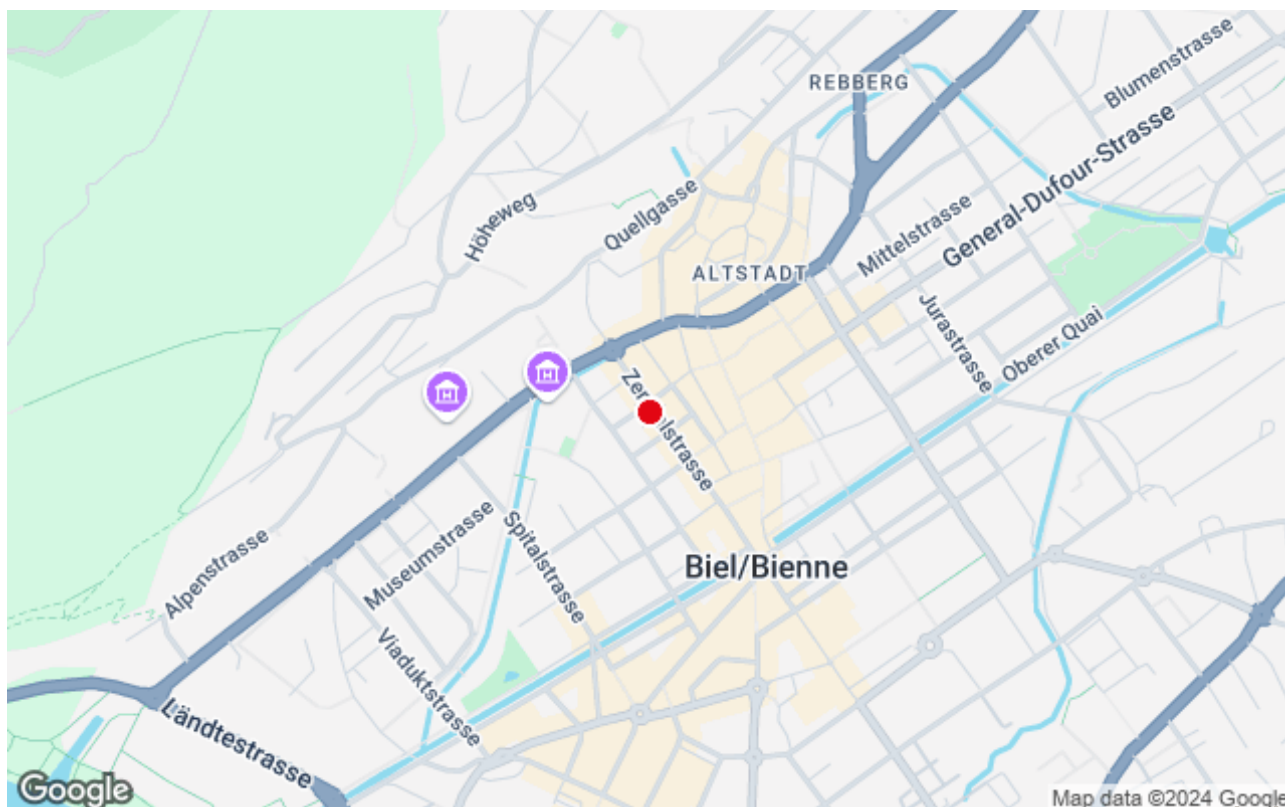 REBBERG
Blumenstrasse
General-Dufour-Strasse
Höheweg
Quellgasse
Mittelstrasse
ALTSTADT
Jurastrasse
Oberer Quai
Museumstrasse
Spitalstrasse
Alpenstrasse
Biel/Bienne
Viaduktstrasse
Ländtestrasse
Google
Map data ©2024 Google